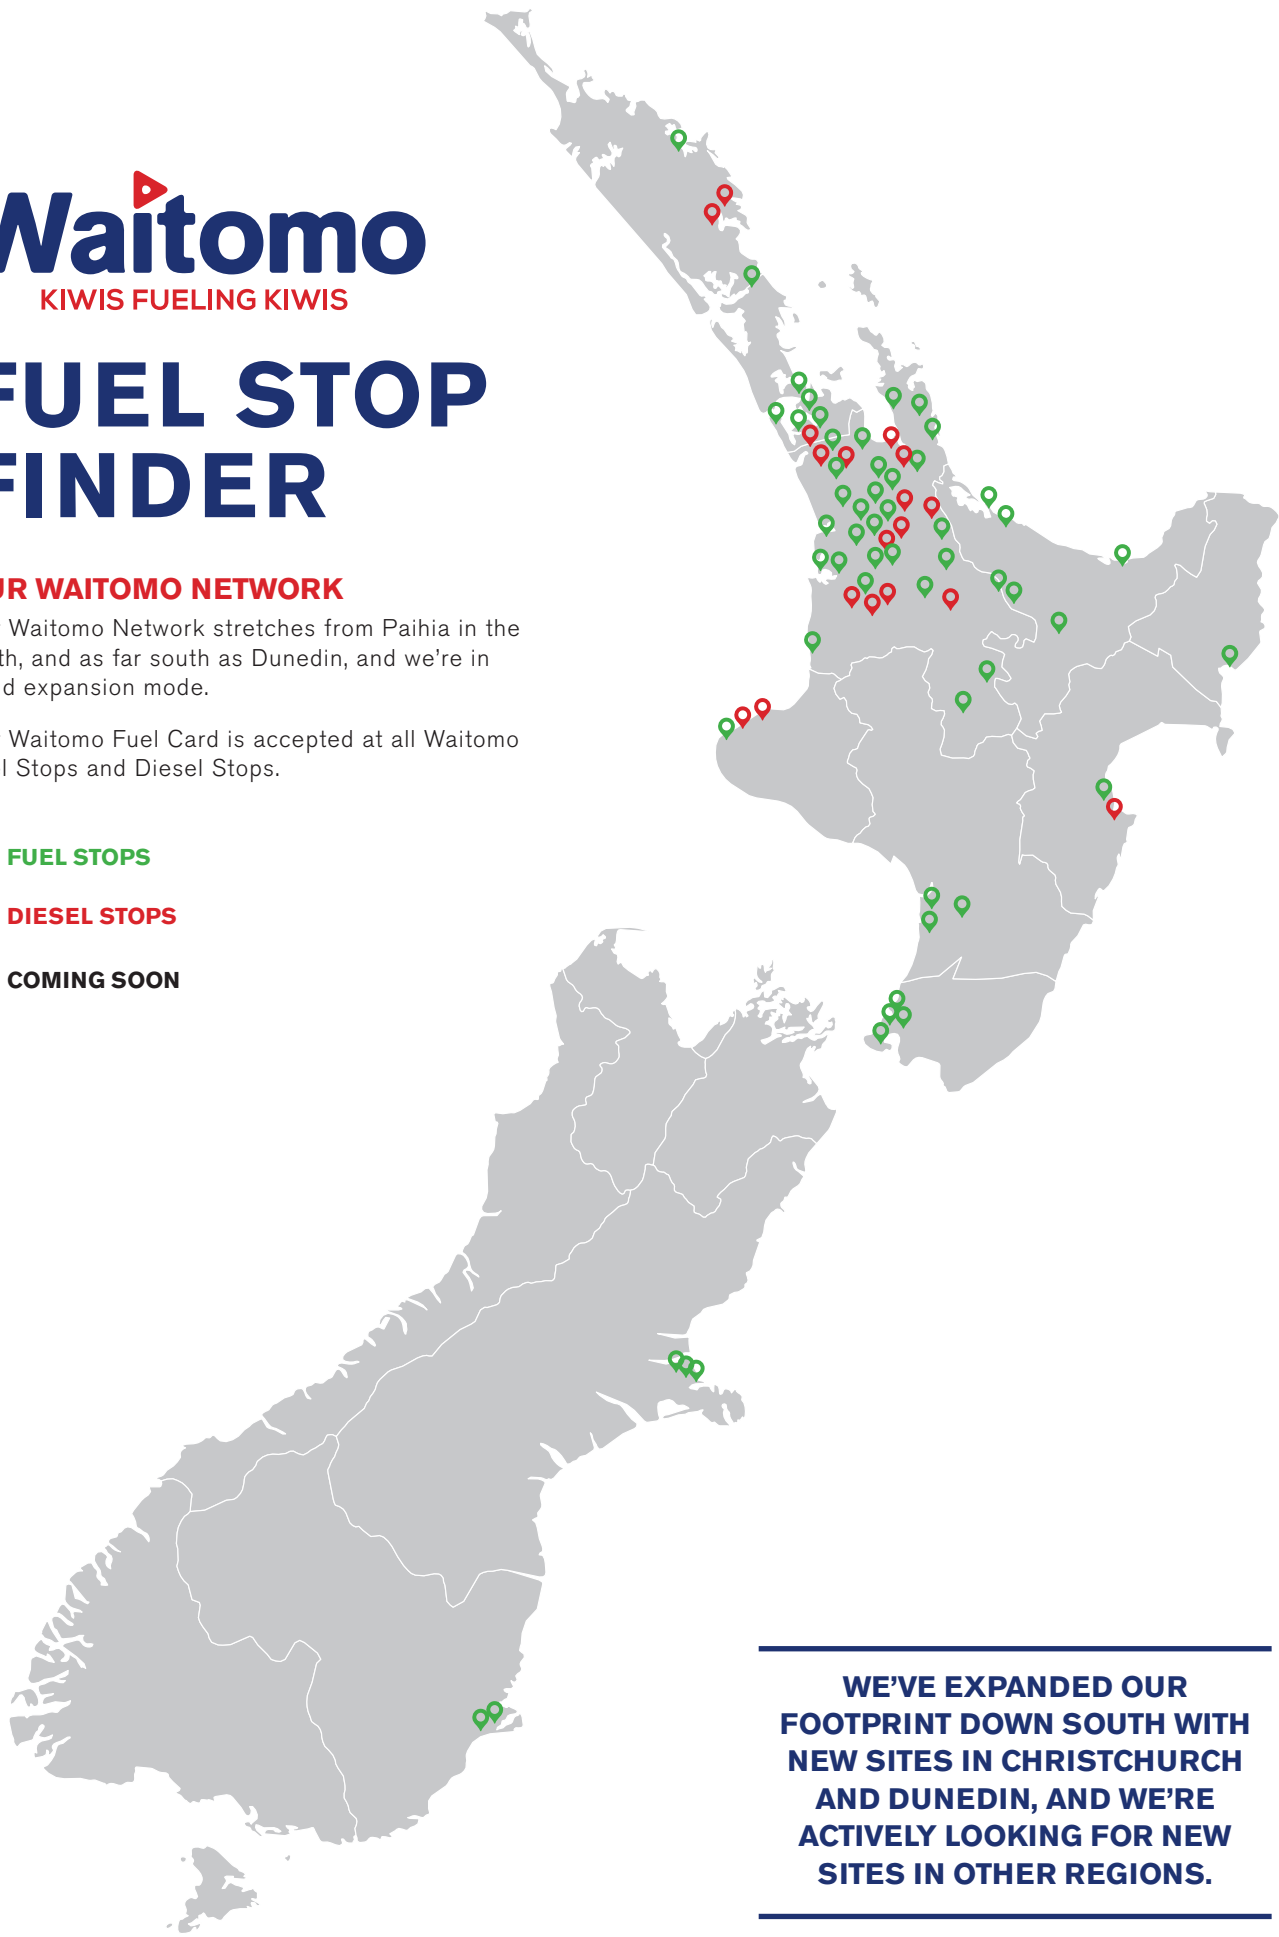 Waitomo
KIWIS FUELING KIWIS
FUEL STOP
FINDER
UR WAITOMO NETWORK
Waitomo Network stretches from Paihia in the
th, and as far south as Dunedin, and we're in
d expansion mode.
Waitomo Fuel Card is accepted at all Waitomo
l Stops and Diesel Stops.
FUEL STOPS
DIESEL STOPS
COMING SOON
WE'VE EXPANDED OUR
FOOTPRINT DOWN SOUTH WITH
NEW SITES IN CHRISTCHURCH
AND DUNEDIN, AND WE'RE
ACTIVELY LOOKING FOR NEW
SITES IN OTHER REGIONS.